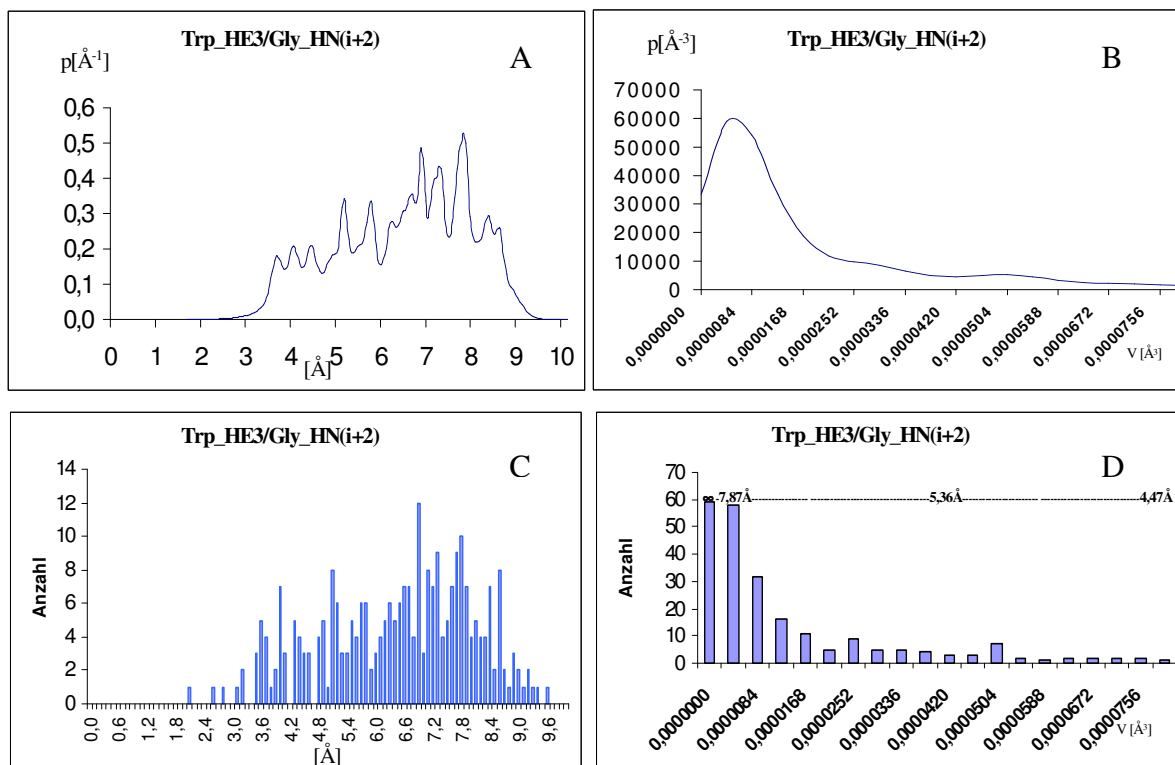 Trp_HE3/Gly_HN(i+2)
A
p[Å⁻¹]
0,6
0,5
0,4
0,3
0,2
0,1
0,0
0 1 2 3 4 5 6 7 8 9 10
[Å]
Trp_HE3/Gly_HN(i+2)
B
p[Å⁻³]
70000
60000
50000
40000
30000
20000
10000
0
0,0000000 0,0000084 0,0000168 0,0000252 0,0000336 0,0000420 0,0000504 0,0000588 0,0000672 0,0000756
V [Å³]
Trp_HE3/Gly_HN(i+2)
C
Anzahl
14
12
10
8
6
4
2
0
0,0 0,6 1,2 1,8 2,4 3,0 3,6 4,2 4,8 5,4 6,0 6,6 7,2 7,8 8,4 9,0 9,6
[Å]
Trp_HE3/Gly_HN(i+2)
D
Anzahl
70
60
50
40
30
20
10
0
∞ -7,87Å 5,36Å 4,47Å
0,0000000 0,0000084 0,0000168 0,0000252 0,0000336 0,0000420 0,0000504 0,0000588 0,0000672 0,0000756
V [Å³]